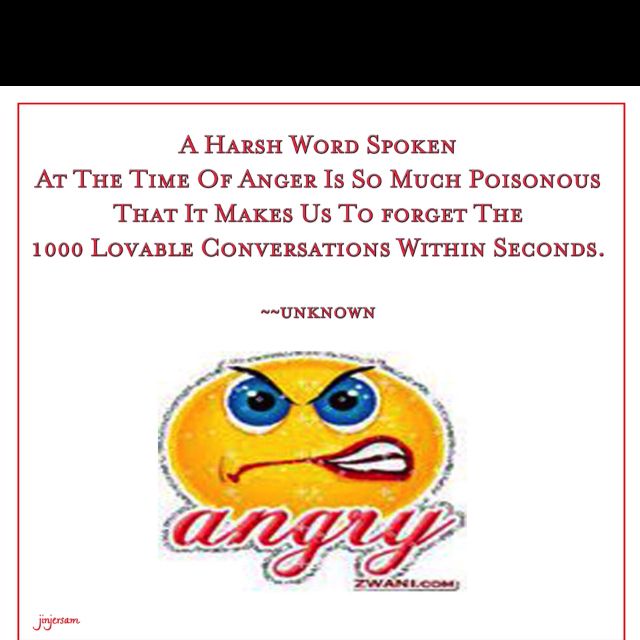 A Harsh Word Spoken
At The Time Of Anger Is So Much Poisonous
That It Makes Us To forget The
1000 Lovable Conversations Within Seconds.
~~unknown
angry
ZWANI.COM
jinjersam